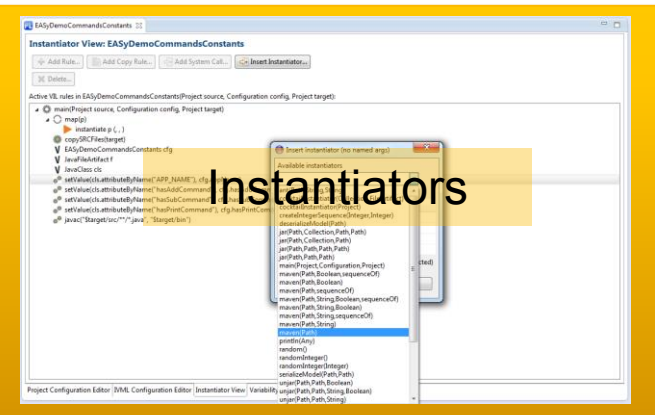 EASyDemoCommandsConstants
Instantiator View: EASyDemoCommandsConstants
Add Rule... Add Copy Rule... Add System Call... Insert Instantiator...
Delete...
Active VIL rules in EASyDemoCommandsConstants(Project source, Configuration config, Project target):
main(Project source, Configuration config, Project target)
map(p)
instantiate p (, , )
copySRCFiles(target)
EASyDemoCommandsConstants cfg
JavaFileArtifact f
JavaClass cls
setValue(cls.attributeByName("APP_NAME"),
setValue(cls.attributeByName("hasAddCommand"),
setValue(cls.attributeByName("hasSubCommand"),
setValue(cls.attributeByName("hasPrintCommand"),
javac("$target/src/**/*.java", "$target/bin")
Insert instantiator (no named args)
Available instantiators
Instantiators
cocktailInstantiator(Project)
createIntegerSequence(Integer,Integer)
deserializeModel(Path)
jar(Path,Collection,Path,Path)
jar(Path,Collection,Path)
jar(Path,Path,Path,Path)
jar(Path,Path,Path)
main(Project,Configuration,Project)
maven(Path,Boolean,sequenceOf)
maven(Path,Boolean)
maven(Path,sequenceOf)
maven(Path,String,Boolean,sequenceOf)
maven(Path,String,Boolean)
maven(Path,String,sequenceOf)
maven(Path,String)
maven(Path)
println(Any)
random()
randomInteger()
randomInteger(Integer)
serializeModel(Path,Path)
unjar(Path,Path,Boolean)
unjar(Path,Path,String,Boolean)
unjar(Path,Path,String)
Project Configuration Editor IVML Configuration Editor Instantiator View